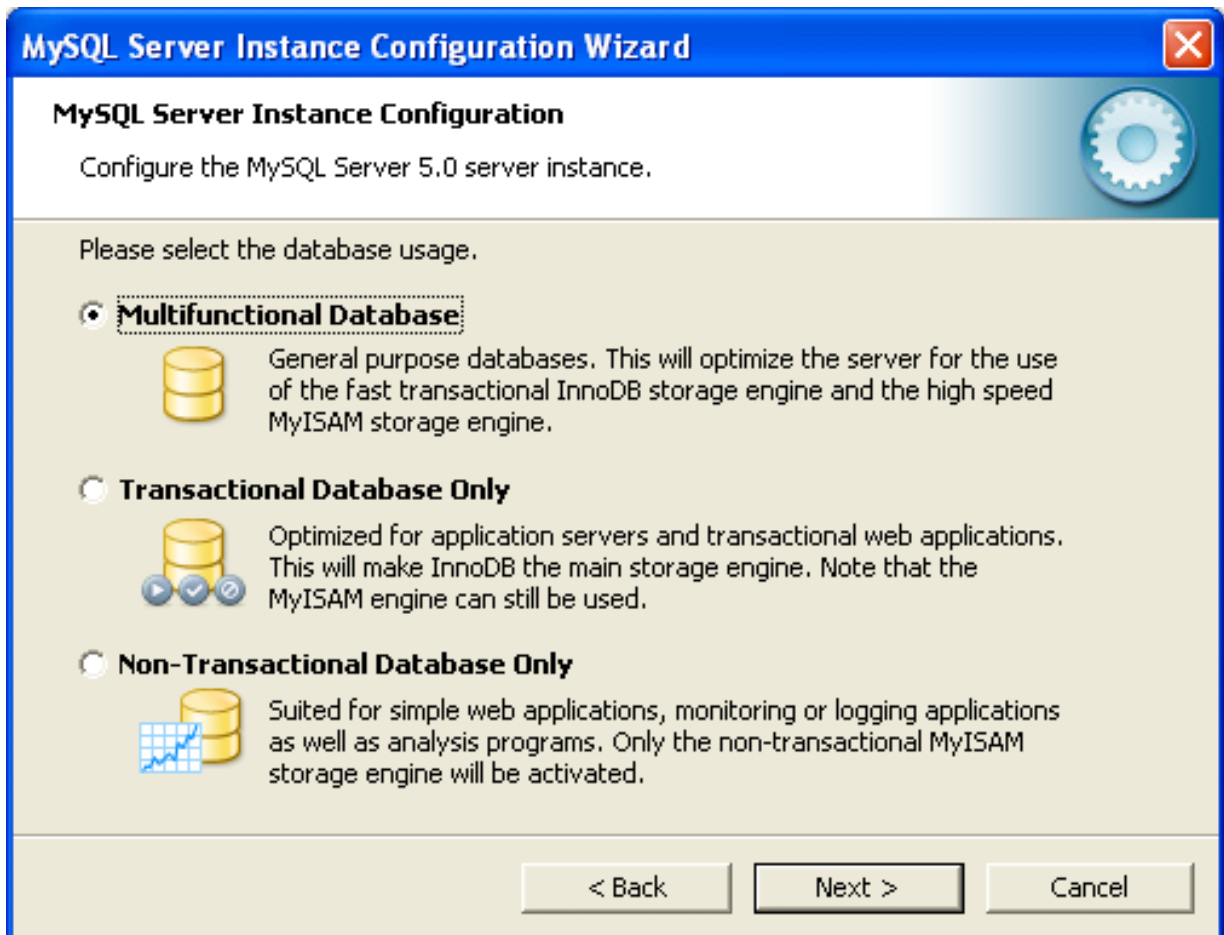 MySQL Server Instance Configuration Wizard
MySQL Server Instance Configuration
Configure the MySQL Server 5.0 server instance.
Please select the database usage.
Multifunctional Database
General purpose databases. This will optimize the server for the use
of the fast transactional InnoDB storage engine and the high speed
MyISAM storage engine.
Transactional Database Only
Optimized for application servers and transactional web applications.
This will make InnoDB the main storage engine. Note that the
MyISAM engine can still be used.
Non-Transactional Database Only
Suited for simple web applications, monitoring or logging applications
as well as analysis programs. Only the non-transactional MyISAM
storage engine will be activated.
< Back Next > Cancel